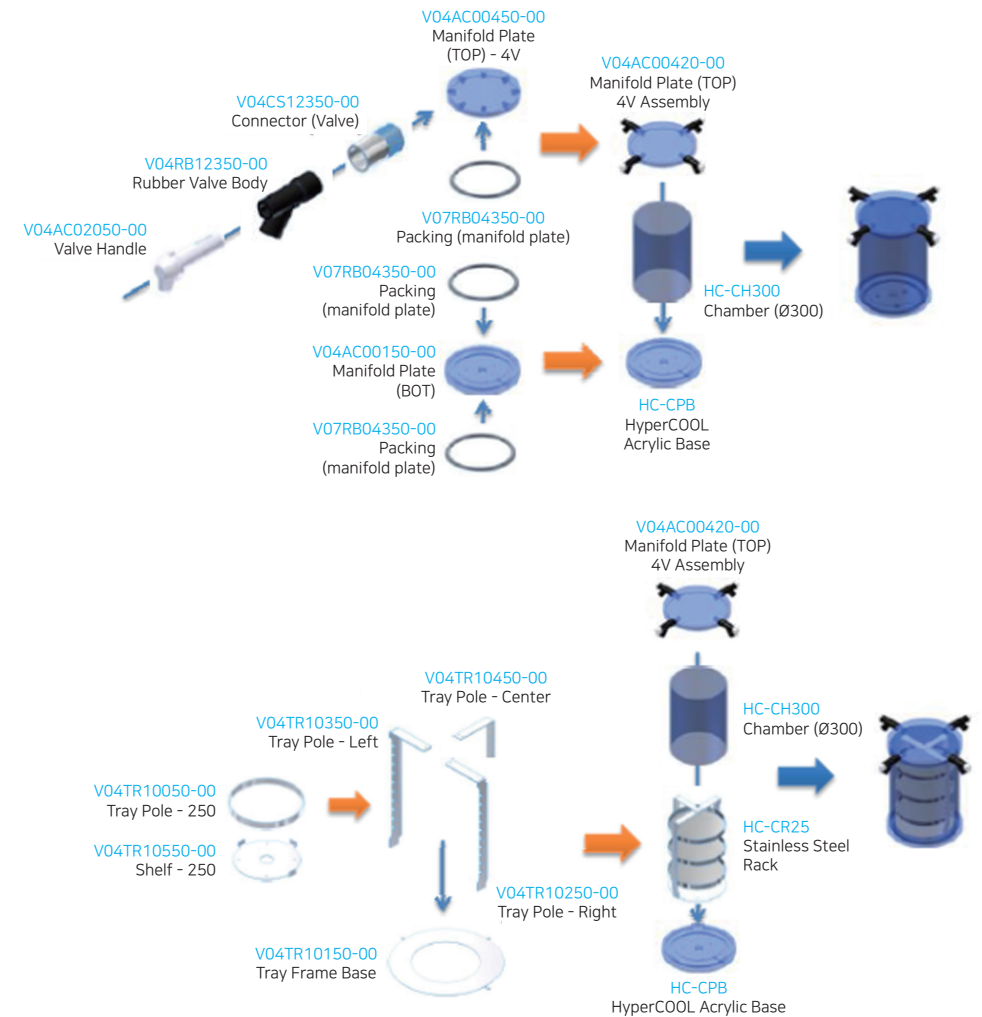 V04AC00450-00
Manifold Plate
(TOP) - 4V
V04AC00420-00
Manifold Plate (TOP)
4V Assembly
V04CS12350-00
Connector (Valve)
V04RB12350-00
Rubber Valve Body
V04AC02050-00
Valve Handle
V07RB04350-00
Packing (manifold plate)
V07RB04350-00
Packing
(manifold plate)
HC-CH300
Chamber (Ø300)
V04AC00150-00
Manifold Plate
(BOT)
HC-CPB
HyperCOOL
Acrylic Base
V07RB04350-00
Packing
(manifold plate)
V04AC00420-00
Manifold Plate (TOP)
4V Assembly
V04TR10450-00
Tray Pole - Center
V04TR10350-00
Tray Pole - Left
HC-CH300
Chamber (Ø300)
V04TR10050-00
Tray Pole - 250
V04TR10550-00
Shelf - 250
HC-CR25
Stainless Steel
Rack
V04TR10250-00
Tray Pole - Right
V04TR10150-00
Tray Frame Base
HC-CPB
HyperCOOL Acrylic Base